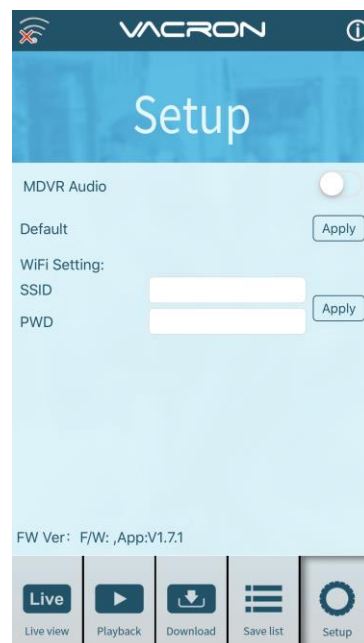 VACRON
Setup
MDVR Audio
Default
Apply
WiFi Setting:
SSID
Apply
PWD
FW Ver: F/W: ,App:V1.7.1
Live
Live view
Playback
Download
Save list
Setup